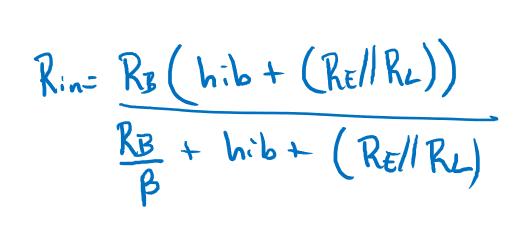 Rin= RB(hib + (RE//RL))
RB/β + hib + (RE//RL)